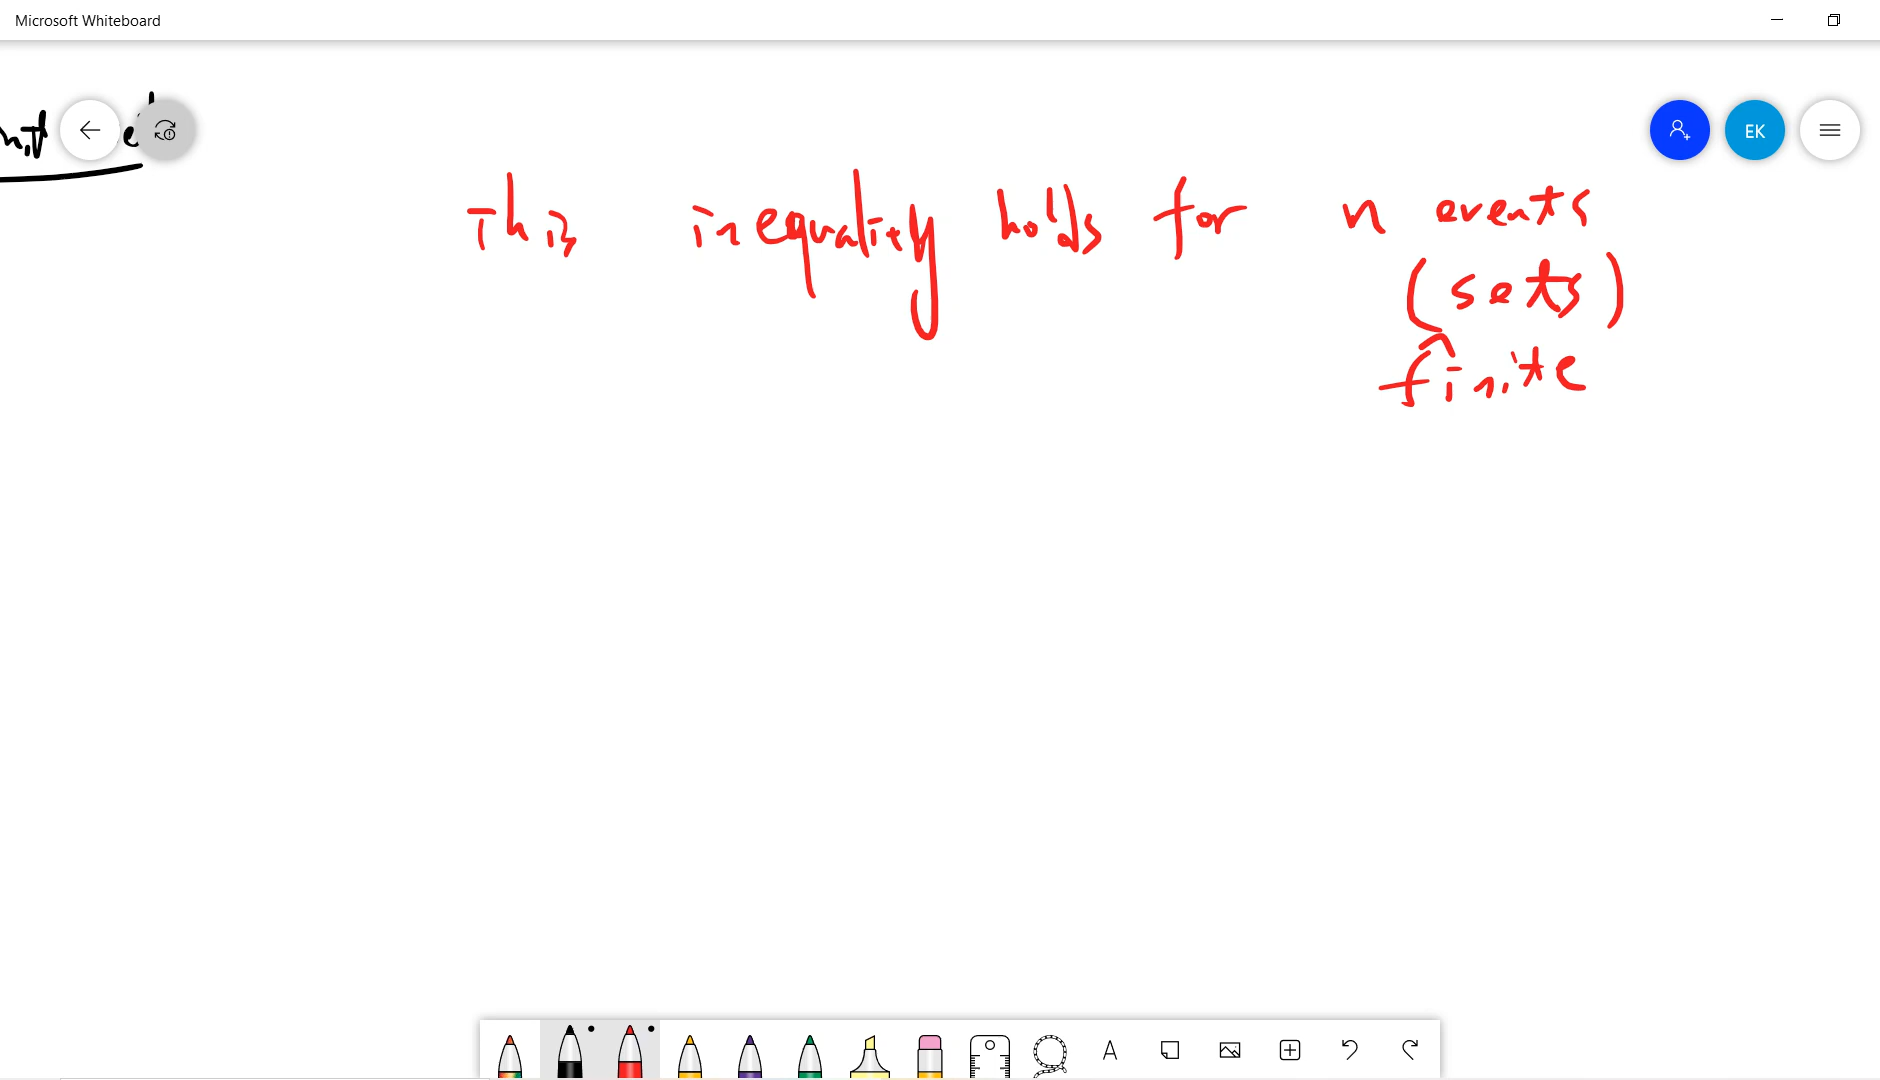 Microsoft Whiteboard
EK
This inequality holds for n events
(sets)
finite
A